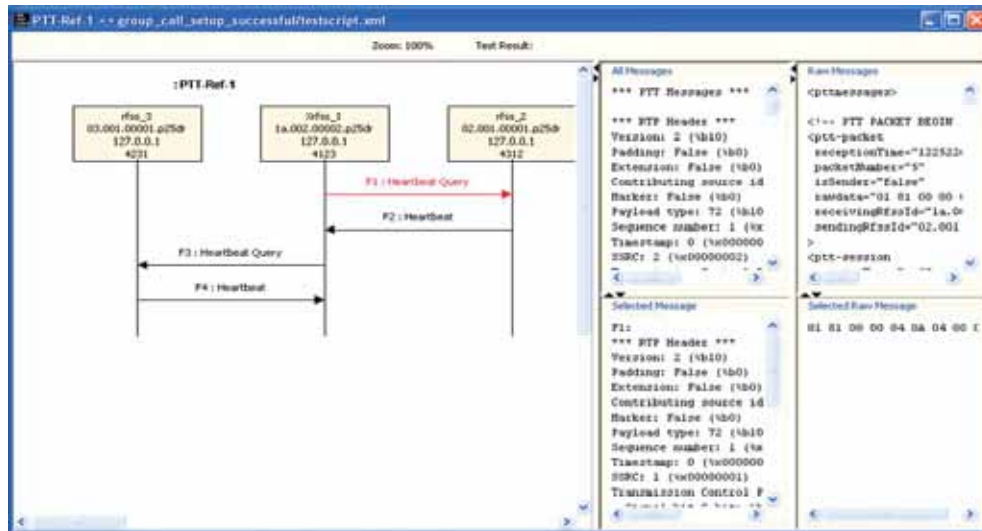 PTT-Ref-1 -- group_call_setup_successful/testscript.xml
Zoom: 100% Test Result:
:PTT-Ref-1
rfss_3
03.001.00001.p25dr
127.0.0.1
4231
Xrfss_1
1a.002.00002.p25dr
127.0.0.1
4123
rfss_2
02.001.00001.p25dr
127.0.0.1
4312
F1 : Heartbeat Query
F2 : Heartbeat
F3 : Heartbeat Query
F4 : Heartbeat
All Messages
*** PTT Messages ***
*** RTP Header ***
Version: 2 (%b10)
Padding: False (%b0)
Extension: False (%b0)
Contributing source id
Marker: False (%b0)
Payload type: 72 (%b10
Sequence number: 1 (%x
Timestamp: 0 (%x000000
SSRC: 2 (%x00000002)
Raw Messages
<pttmessages>
<!-- PTT PACKET BEGIN
<ptt-packet
receptionTime="122522
packetNumber="5"
isSender="false"
rawdata="01 81 00 00
receivingRfssId="1a.0
sendingRfssId="02.001
>
<ptt-session
Selected Message
F1:
*** RTP Header ***
Version: 2 (%b10)
Padding: False (%b0)
Extension: False (%b0)
Contributing source id
Marker: False (%b0)
Payload type: 72 (%b10
Sequence number: 1 (%x
Timestamp: 0 (%x000000
SSRC: 1 (%x00000001)
Transmission Control P
Selected Raw Message
81 81 00 00 04 0A 04 00